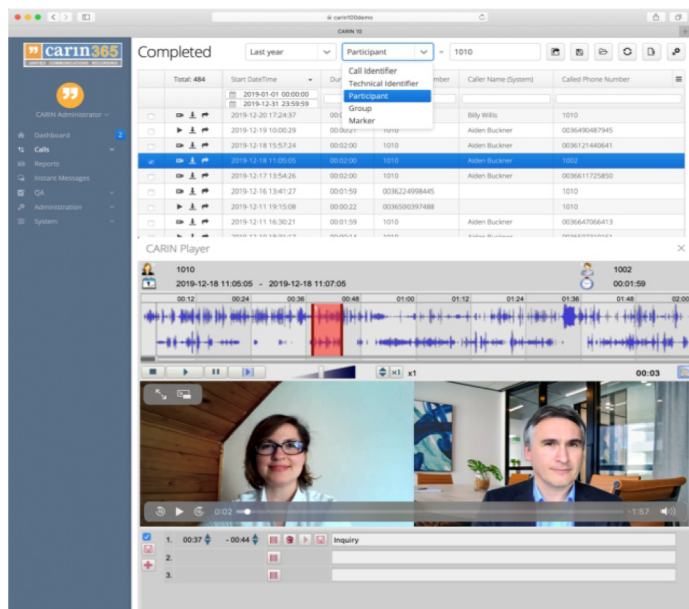 carin100demo
CARIN 10
carin365
UNIFIED COMMUNICATIONS RECORDING
CARIN Administrator
Dashboard 2
Calls
Reports
Instant Messages
QA
Administration
System
Completed Last year Participant = 1010
Call Identifier
Technical Identifier
Participant
Group
Marker
Total: 484 Start DateTime Caller Name (System) Called Phone Number
2019-01-01 00:00:00
2019-12-31 23:59:59
2019-12-20 17:24:37 Billy Willis 1010
2019-12-19 10:00:29 00:00:21 1010 Aiden Buckner 0036490487945
2019-12-18 15:57:24 00:02:00 1010 Aiden Buckner 0036121440641
2019-12-18 11:05:05 00:02:00 1010 Aiden Buckner 1002
2019-12-17 13:54:26 00:02:00 1010 Aiden Buckner 0036611725850
2019-12-16 13:41:27 00:01:59 0036224998445 1010
2019-12-11 19:15:08 00:00:22 0036500397488 1010
2019-12-11 16:30:21 00:01:59 1010 Aiden Buckner 0036647066413
CARIN Player
1010 1002
2019-12-18 11:05:05 - 2019-12-18 11:07:05 00:01:59
00:12 00:24 00:36 00:48 01:00 01:12 01:24 01:36 01:48 02:00
x1 x1 00:03
0:02 -1:57
1. 00:37 - 00:44 Inquiry
2.
3.